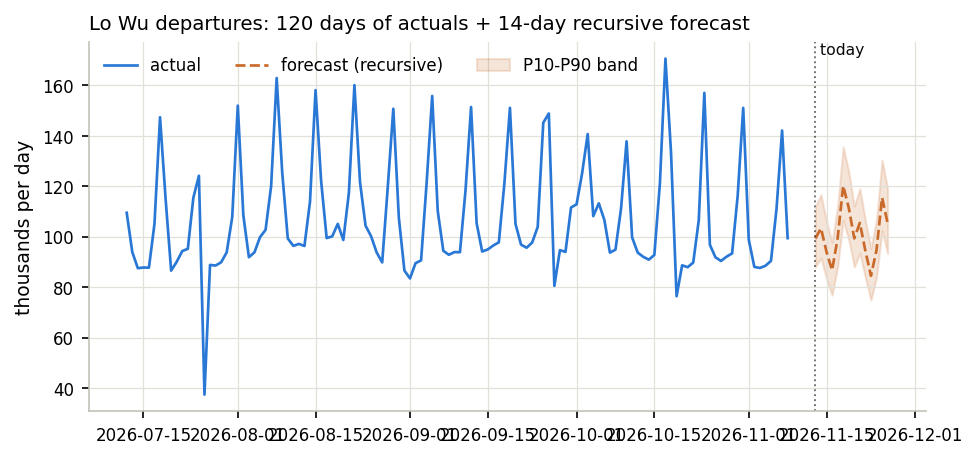 Lo Wu departures: 120 days of actuals + 14-day recursive forecast
actual
forecast (recursive)
P10-P90 band
today
thousands per day
160
140
120
100
80
60
40
2026-07-15
2026-08-01
2026-08-15
2026-09-01
2026-09-15
2026-10-01
2026-10-15
2026-11-01
2026-11-15
2026-12-01